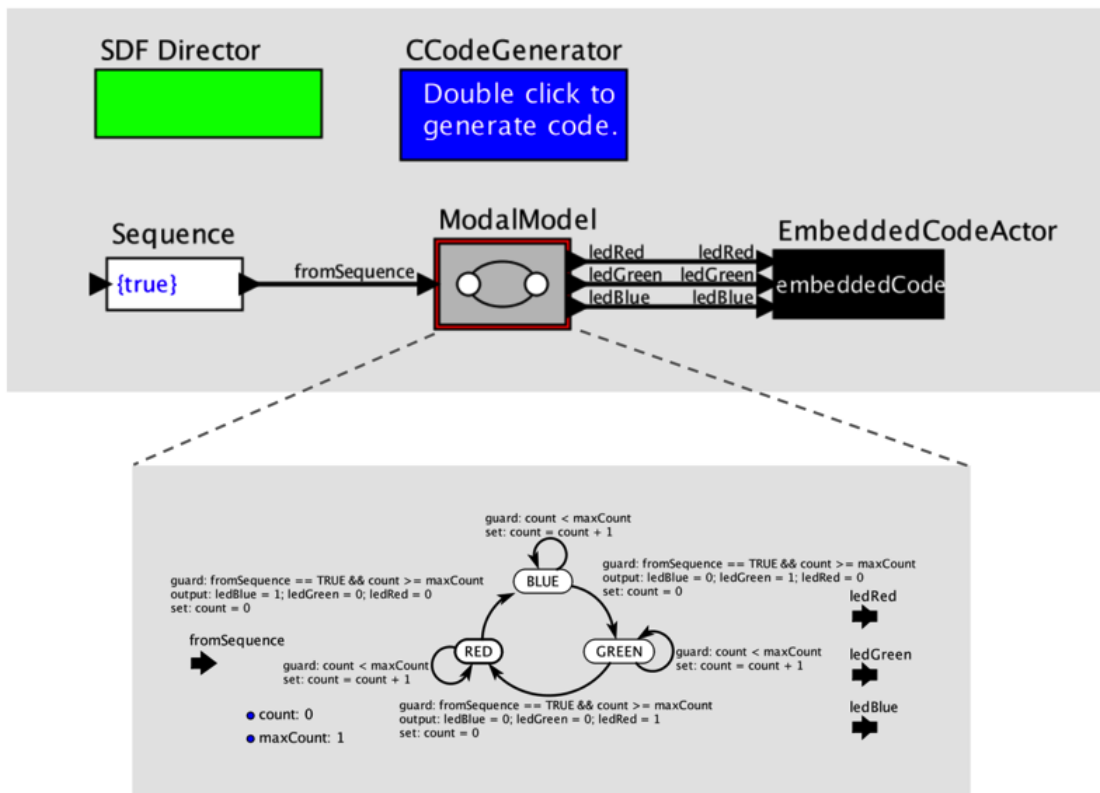 SDF Director
CCodeGenerator
Double click to
generate code.
Sequence
{true}
fromSequence
ModalModel
ledRed
ledGreen
ledBlue
ledRed
ledGreen
ledBlue
EmbeddedCodeActor
embeddedCode
guard: count < maxCount
set: count = count + 1
BLUE
guard: fromSequence == TRUE && count >= maxCount
output: ledBlue = 1; ledGreen = 0; ledRed = 0
set: count = 0
guard: fromSequence == TRUE && count >= maxCount
output: ledBlue = 0; ledGreen = 1; ledRed = 0
set: count = 0
fromSequence
RED
guard: count < maxCount
set: count = count + 1
GREEN
guard: count < maxCount
set: count = count + 1
guard: fromSequence == TRUE && count >= maxCount
output: ledBlue = 0; ledGreen = 0; ledRed = 1
set: count = 0
count: 0
maxCount: 1
ledRed
ledGreen
ledBlue